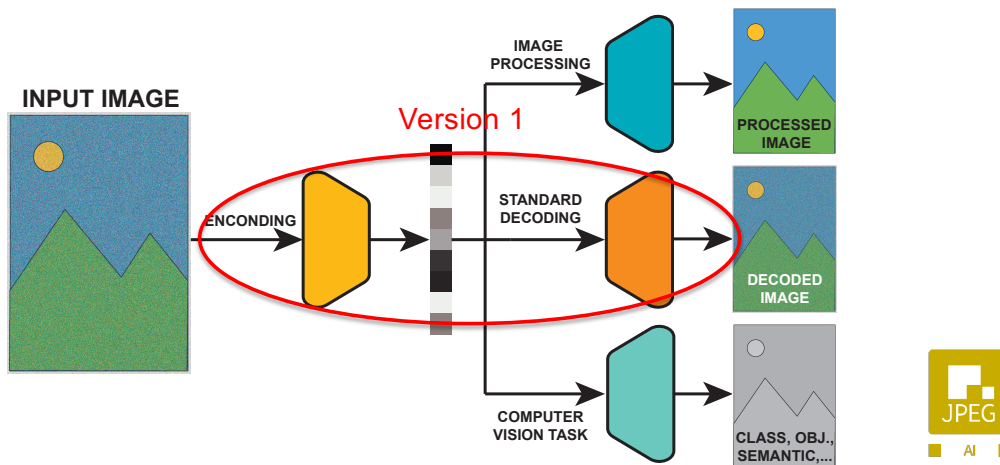 INPUT IMAGE
Version 1
ENCONDING
IMAGE
PROCESSING
PROCESSED
IMAGE
STANDARD
DECODING
DECODED
IMAGE
COMPUTER
VISION TASK
CLASS, OBJ.,
SEMANTIC,...
JPEG
AI